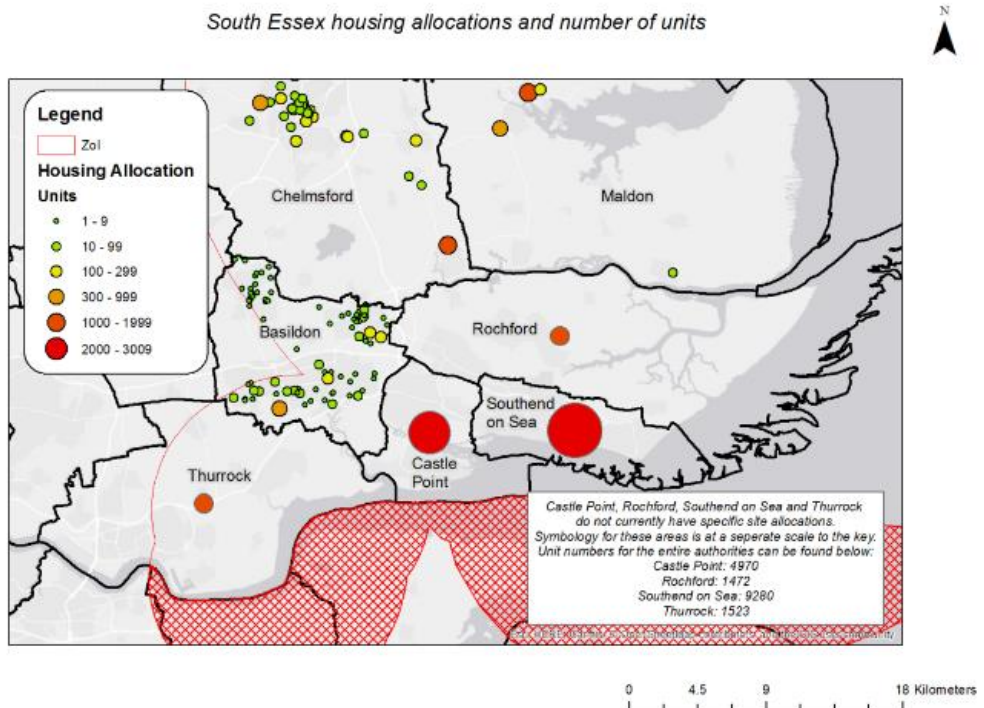 South Essex housing allocations and number of units
N
Legend
ZoI
Housing Allocation
Units
1 - 9
10 - 99
100 - 299
300 - 999
1000 - 1999
2000 - 3009
Chelmsford
Maldon
Basildon
Rochford
Southend
on Sea
Castle
Point
Thurrock
Castle Point, Rochford, Southend on Sea and Thurrock
do not currently have specific site allocations.
Symbology for these areas is at a seperate scale to the key.
Unit numbers for the entire authorities can be found below:
Castle Point: 4970
Rochford: 1472
Southend on Sea: 9280
Thurrock: 1523
0 4.5 9 18 Kilometers